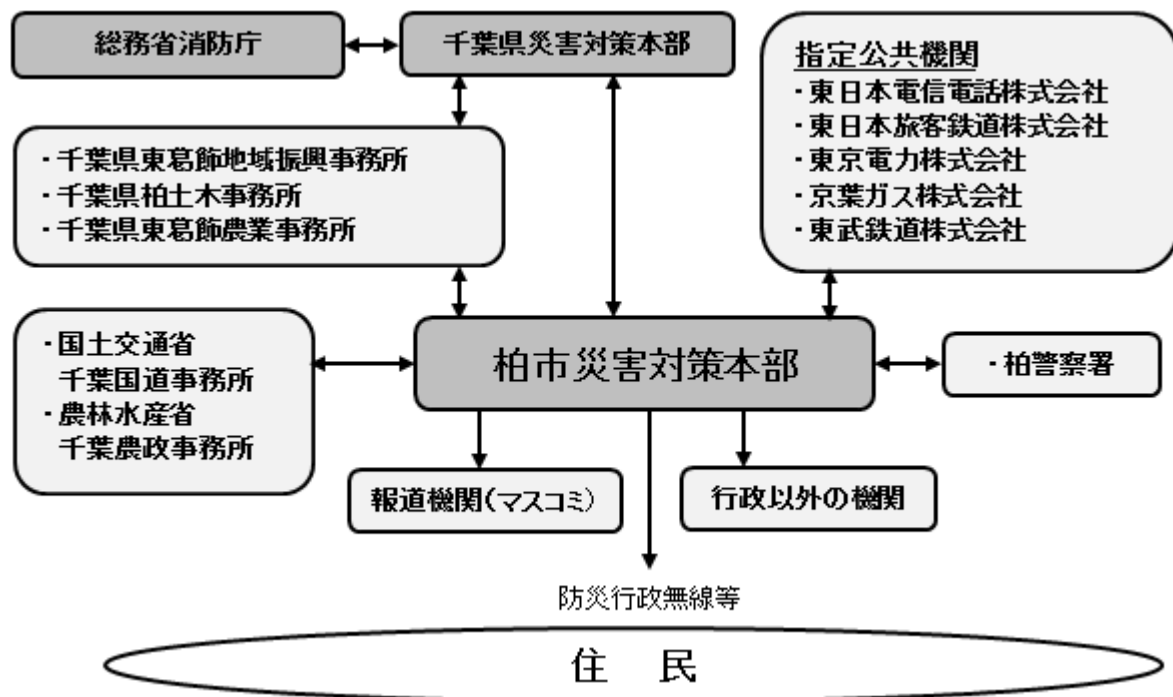 総務省消防庁
千葉県災害対策本部
指定公共機関
・東日本電信電話株式会社
・東日本旅客鉄道株式会社
・東京電力株式会社
・京葉ガス株式会社
・東武鉄道株式会社
・千葉県東葛飾地域振興事務所
・千葉県柏土木事務所
・千葉県東葛飾農業事務所
・国土交通省
千葉国道事務所
・農林水産省
千葉農政事務所
柏市災害対策本部
・柏警察署
報道機関(マスコミ)
行政以外の機関
防災行政無線等
住 民